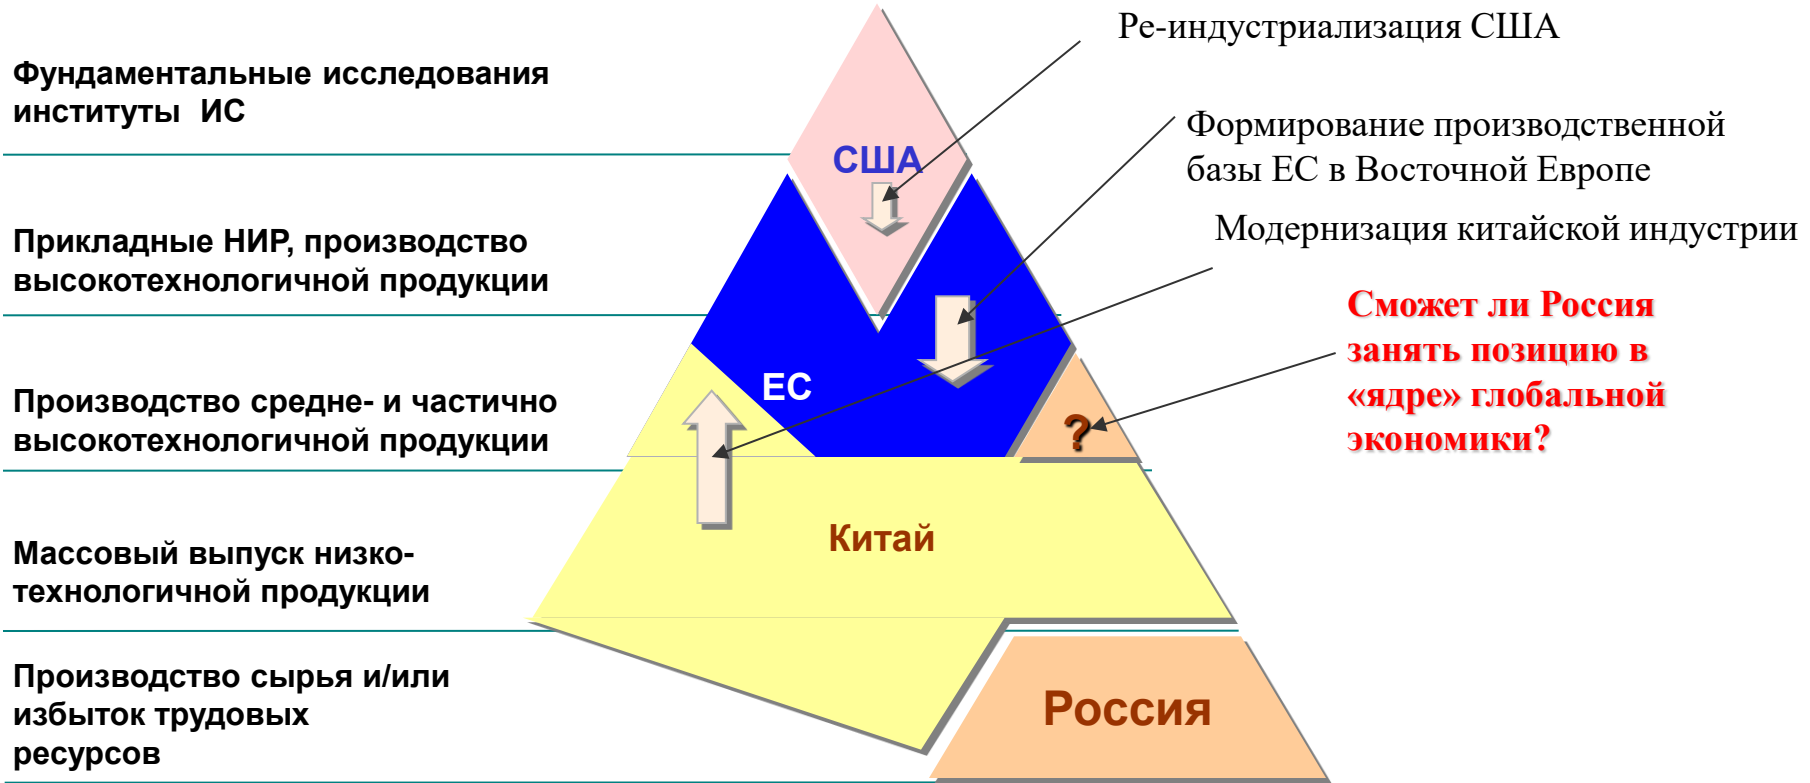 Фундаментальные исследования
институты ИС
Прикладные НИР, производство
высокотехнологичной продукции
Производство средне- и частично
высокотехнологичной продукции
Массовый выпуск низко-
технологичной продукции
Производство сырья и/или
избыток трудовых
ресурсов
США
ЕС
?
Китай
Россия
Ре-индустриализация США
Формирование производственной
базы ЕС в Восточной Европе
Модернизация китайской индустрии
Сможет ли Россия
занять позицию в
«ядре» глобальной
экономики?